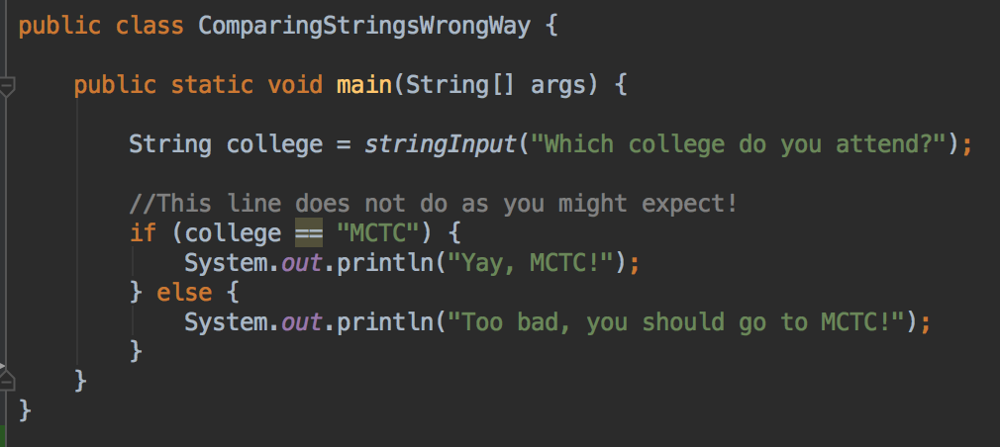 public class ComparingStringsWrongWay {
public static void main(String[] args) {
String college = stringInput("Which college do you attend?");
//This line does not do as you might expect!
if (college == "MCTC") {
System.out.println("Yay, MCTC!");
} else {
System.out.println("Too bad, you should go to MCTC!");
}
}
}